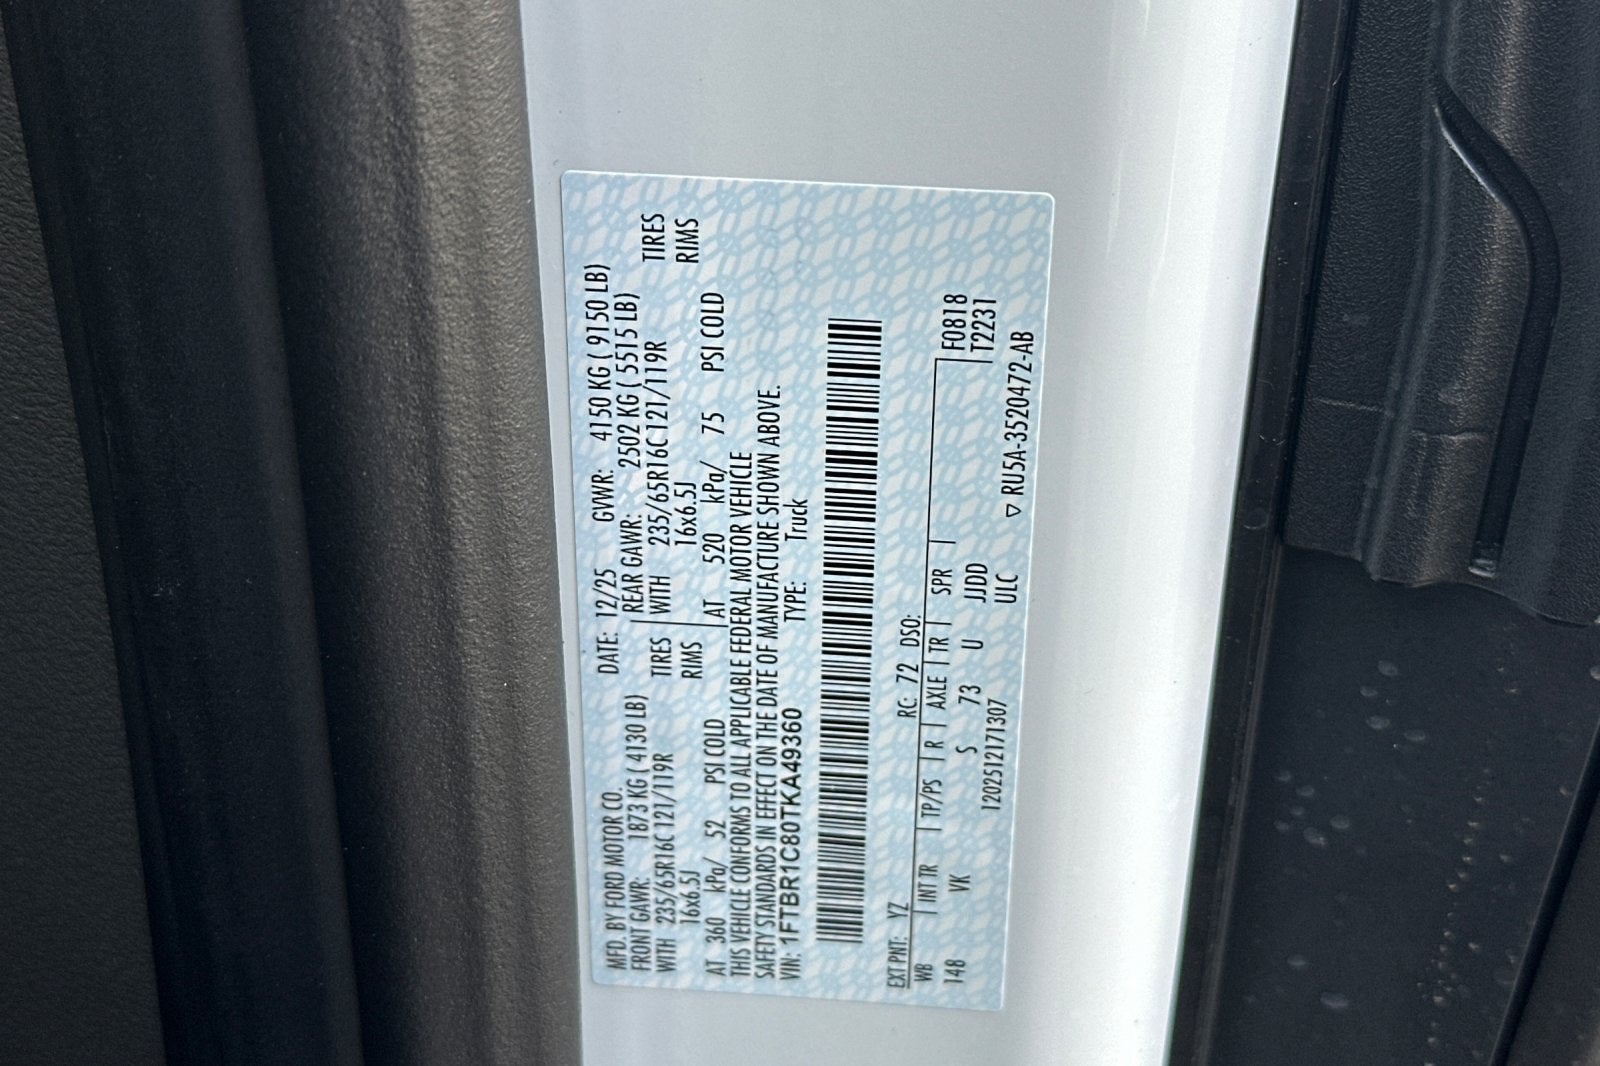 MFD. BY FORD MOTOR CO. DATE: 12/25 GVWR: 4150 KG ( 9150 LB)
FRONT GAWR: 1873 KG ( 4130 LB) REAR GAWR: 2502 KG ( 5515 LB)
WITH 235/65R16C121/119R TIRES WITH 235/65R16C121/119R TIRES
16x6.5J RIMS 16x6.5J RIMS
AT 360 kPa/ 52 PSI COLD AT 520 kPa/ 75 PSI COLD
THIS VEHICLE CONFORMS TO ALL APPLICABLE FEDERAL MOTOR VEHICLE
SAFETY STANDARDS IN EFFECT ON THE DATE OF MANUFACTURE SHOWN ABOVE.
VIN: 1FTBR1C80TKA49360 TYPE: Truck
EXT PNT: YZ RC: 72 DSO:
WB INT TR TP/PS R AXLE TR SPR F0818
148 VK S 73 U JJDD T2231
120251217 1307 ULC ▽ RU5A-3520472-AB